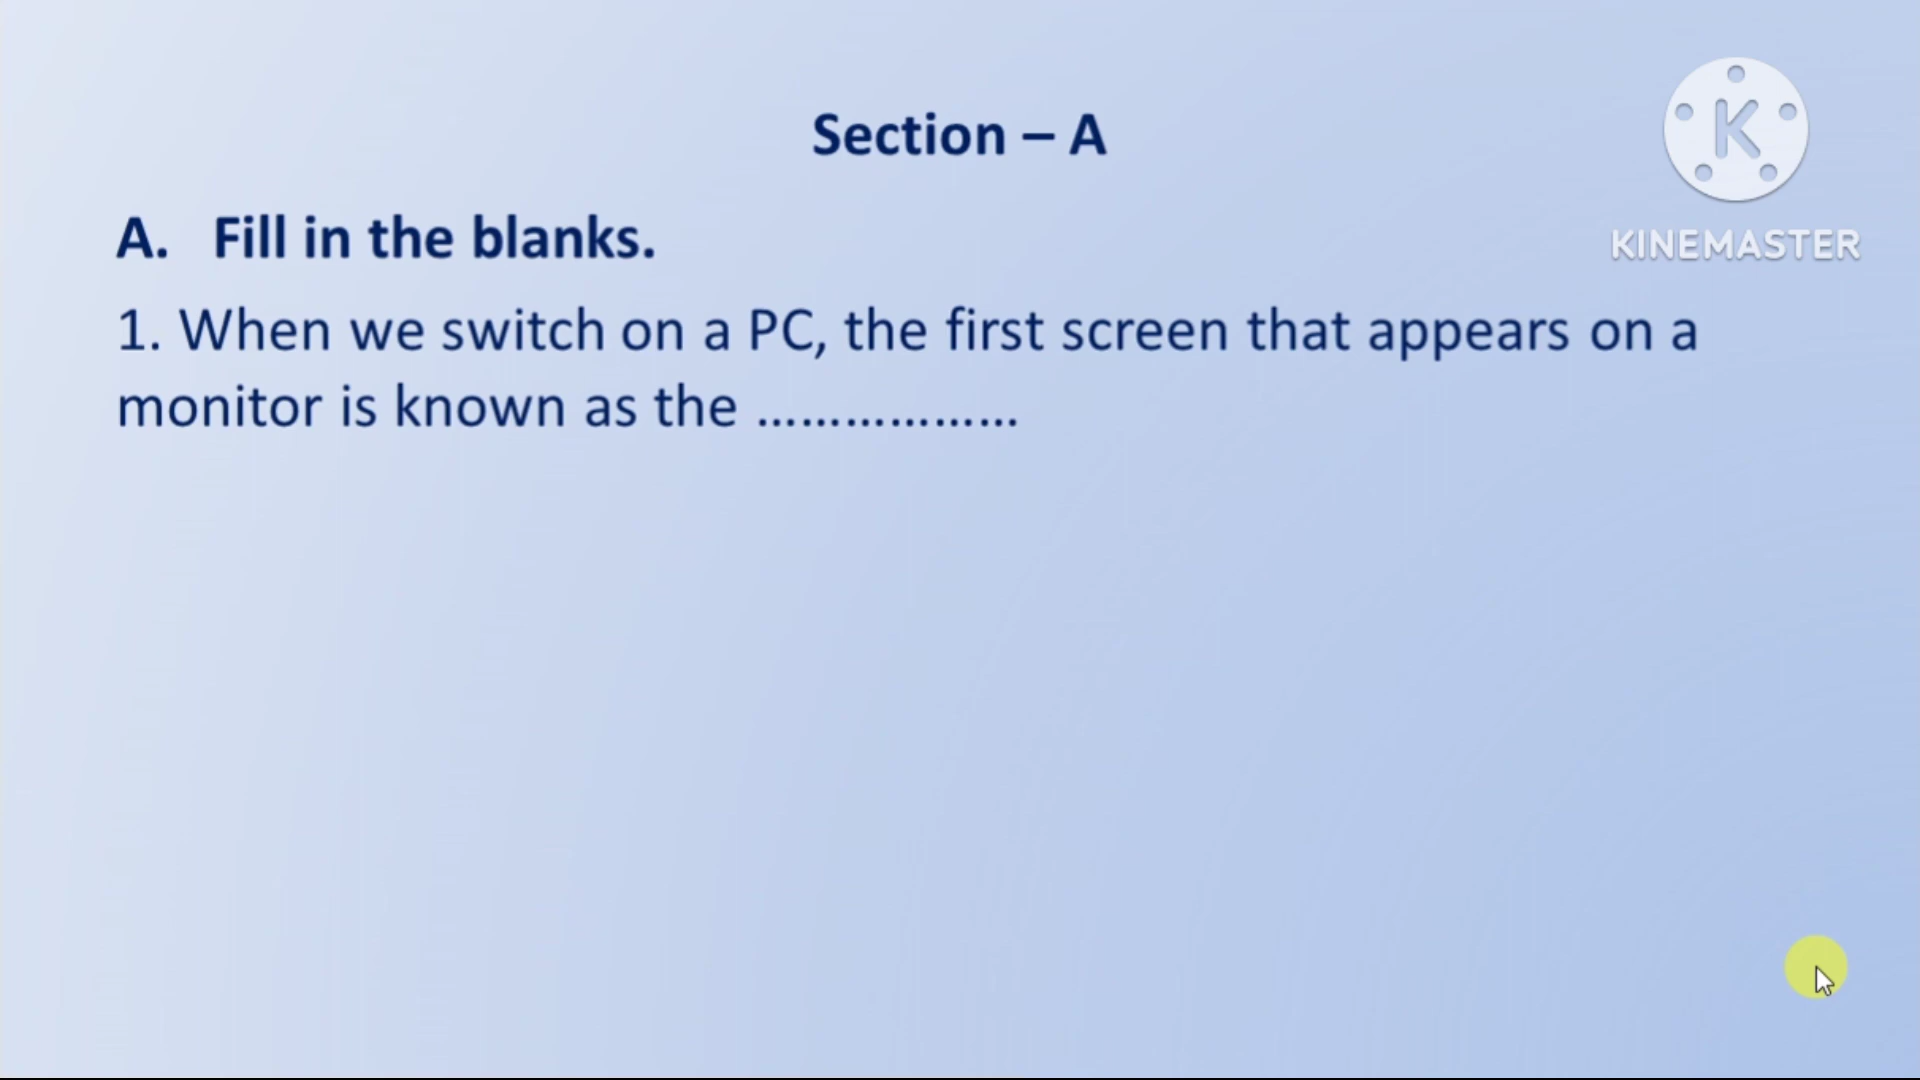 Section – A
K
KINEMASTER
A. Fill in the blanks.
1. When we switch on a PC, the first screen that appears on a
monitor is known as the ………………